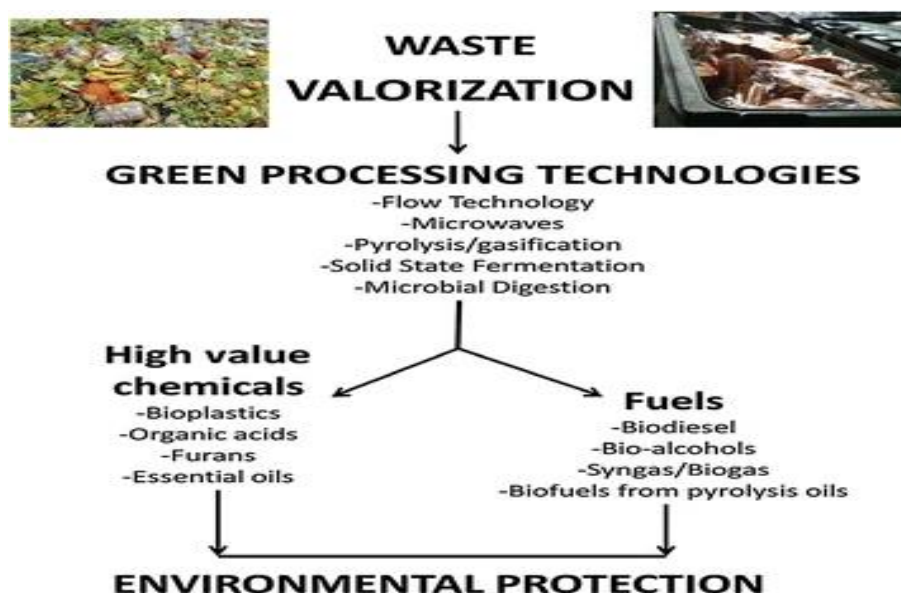 WASTE
VALORIZATION
GREEN PROCESSING TECHNOLOGIES
-Flow Technology
-Microwaves
-Pyrolysis/gasification
-Solid State Fermentation
-Microbial Digestion
High value
chemicals
-Bioplastics
-Organic acids
-Furans
-Essential oils
Fuels
-Biodiesel
-Bio-alcohols
-Syngas/Biogas
-Biofuels from pyrolysis oils
ENVIRONMENTAL PROTECTION